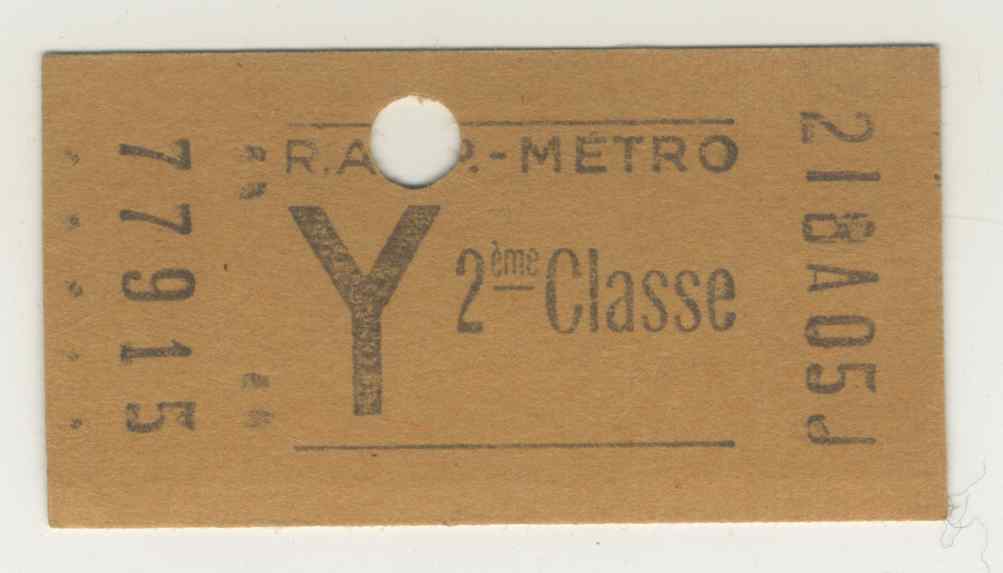 77915
R.A P.-MÉTRO
Y
2ème Classe
218A05J